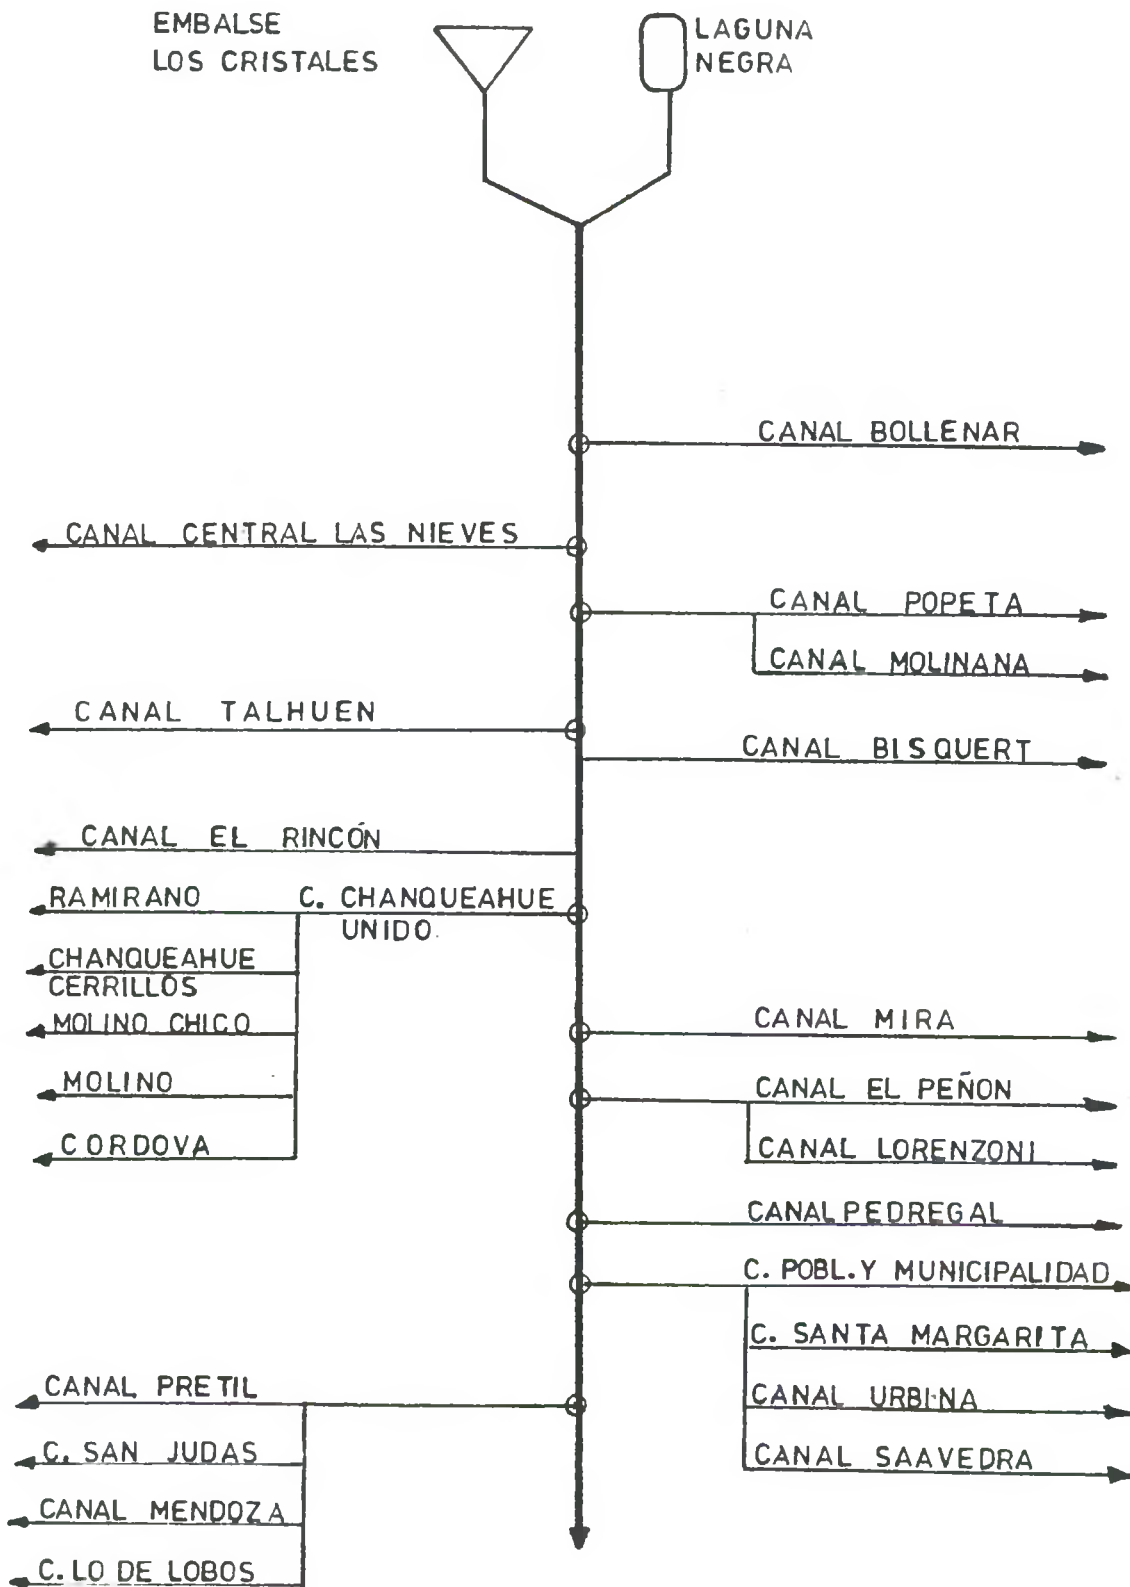 EMBALSE
LOS CRISTALES
LAGUNA
NEGRA
CANAL BOLLENAR
CANAL CENTRAL LAS NIEVES
CANAL POPETA
CANAL MOLINANA
CANAL TALHUEN
CANAL BISQUERT
CANAL EL RINCÓN
RAMIRANO
C. CHANQUEAHUE
UNIDO.
CHANQUEAHUE
CERRILLOS
MOLINO CHICO
CANAL MIRA
MOLINO
CANAL EL PEÑON
CORDOVA
CANAL LORENZONI
CANAL PEDREGAL
C. POBL. Y MUNICIPALIDAD
C. SANTA MARGARITA
CANAL PRETIL
CANAL URBINA
C. SAN JUDAS
CANAL SAAVEDRA
CANAL MENDOZA
C. LO DE LOBOS